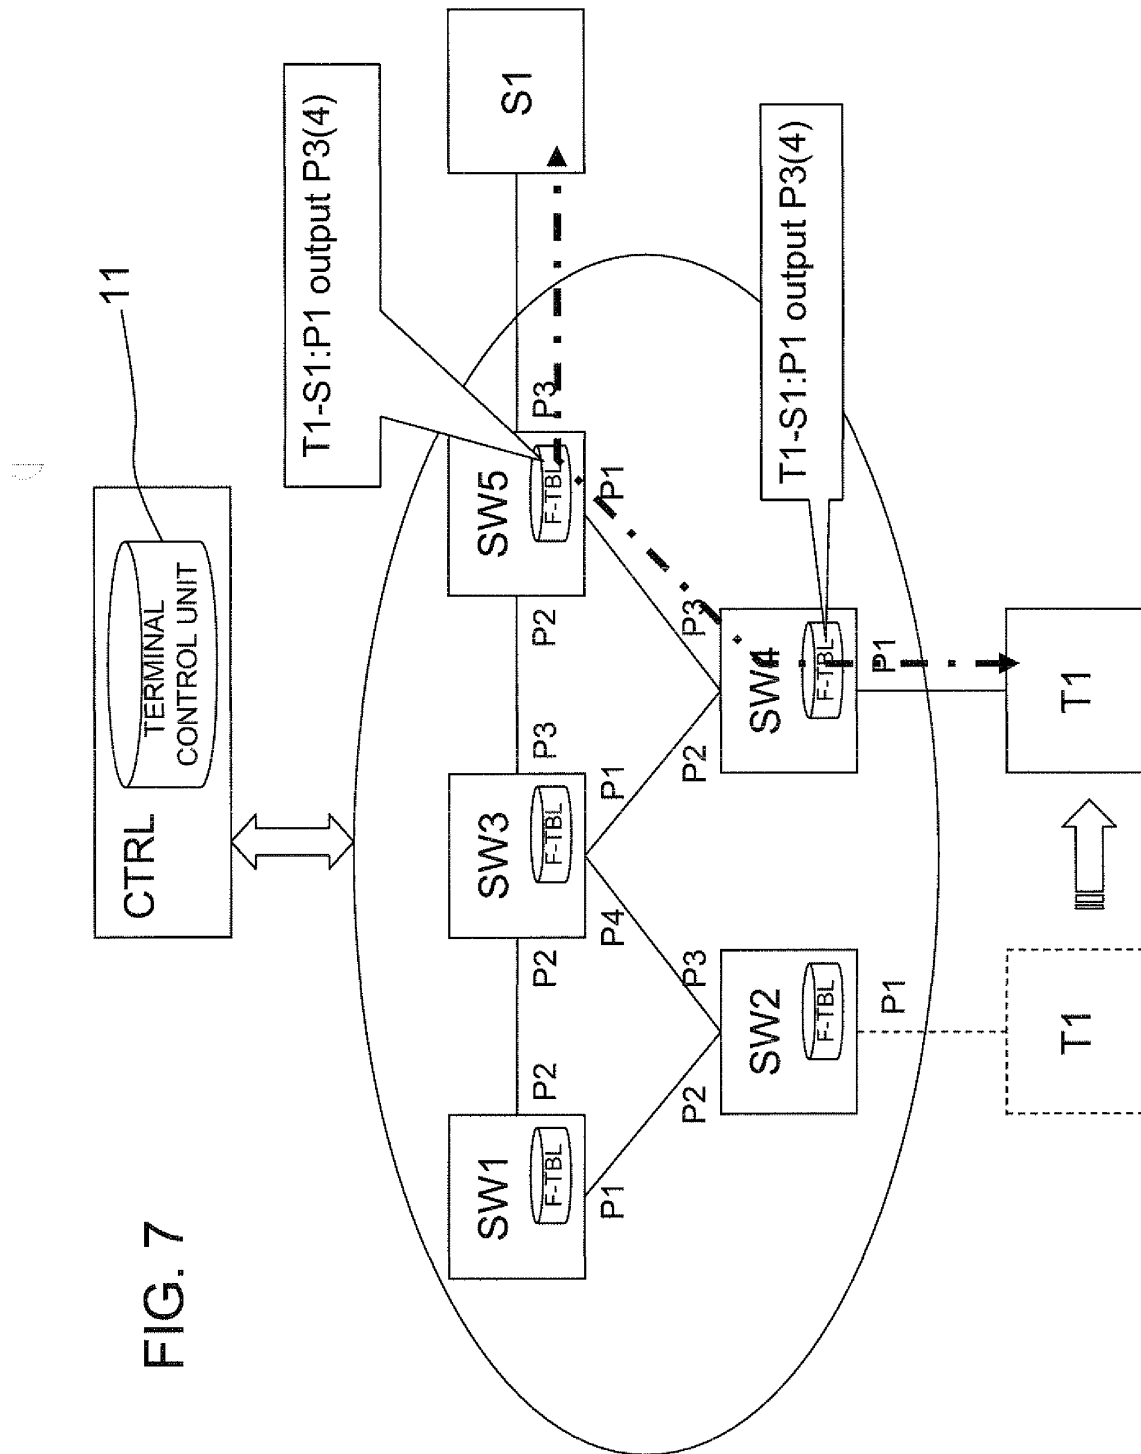 FIG. 7
CTRL
TERMINAL
CONTROL UNIT
11
T1-S1:P1 output P3(4)
SW1
F-TBL
P2
P1
P2
SW3
F-TBL
P3
P4
P1
P2
SW5
F-TBL
P3
P1
S1
P2
P3
SW2
F-TBL
P1
P2
P3
SW4
F-TBL
P1
T1-S1:P1 output P3(4)
T1
T1